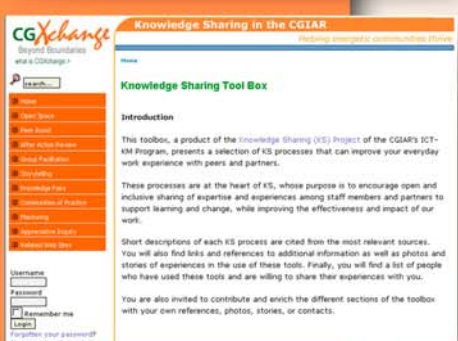 CGXchange
Beyond Boundaries
what is CGXchange >
search...
Home
Open Space
Peer Assist
After Action Review
Group Facilitation
Storytelling
Knowledge Fairs
Communities of Practice
Mentoring
Appreciative Inquiry
Related Web Sites
Username
Password
Remember me
Login
Forgotten your password?
Knowledge Sharing in the CGIAR
Helping energetic communities thrive
Home
Knowledge Sharing Tool Box
Introduction
This toolbox, a product of the Knowledge Sharing (KS) Project of the CGIAR's ICT-
KM Program, presents a selection of KS processes that can improve your everyday
work experience with peers and partners.
These processes are at the heart of KS, whose purpose is to encourage open and
inclusive sharing of expertise and experiences among staff members and partners to
support learning and change, while improving the effectiveness and impact of our
work.
Short descriptions of each KS process are cited from the most relevant sources.
You will also find links and references to additional information as well as photos and
stories of experiences in the use of these tools. Finally, you will find a list of people
who have used these tools and are willing to share their experiences with you.
You are also invited to contribute and enrich the different sections of the toolbox
with your own references, photos, stories, or contacts.